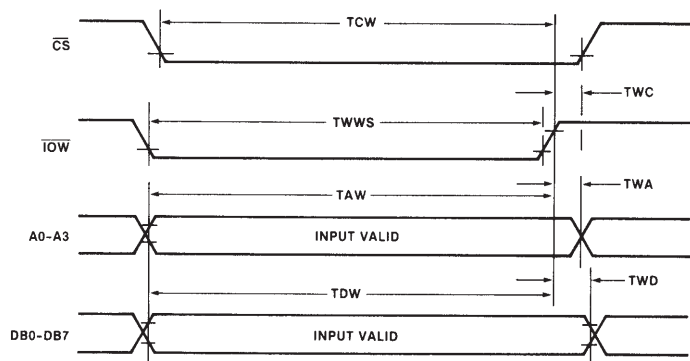 TCW
CS
TWC
TWWS
IOW
TAW
TWA
A0-A3
INPUT VALID
TDW
TWD
DB0-DB7
INPUT VALID